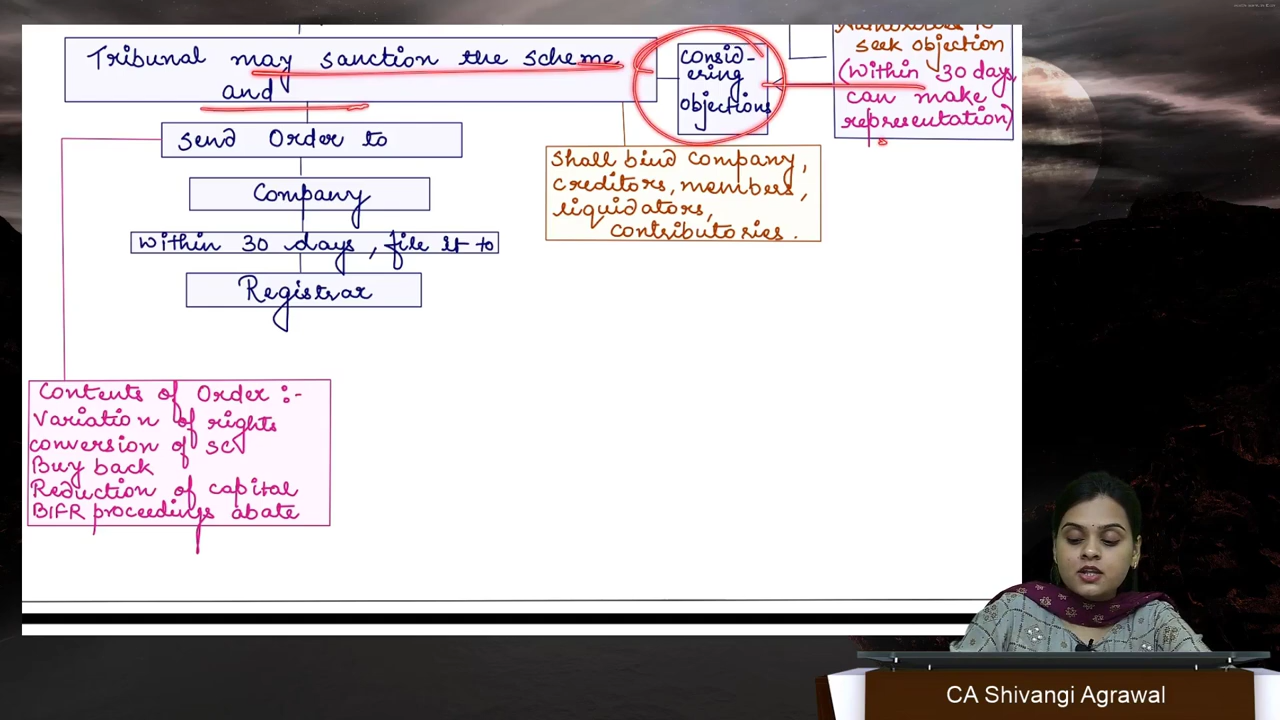 Tribunal may sanction the scheme
and
Consid-
ering
objections
seek objection
(Within 30 days,
can make
representation)
Send Order to
Company
Within 30 days, file it to
Registrar
Shall bind Company,
creditors, members,
liquidators,
contributories.
Contents of Order :-
Variation of rights
conversion of sc
Buy back
Reduction of capital
BIFR proceedings abate
CA Shivangi Agrawal